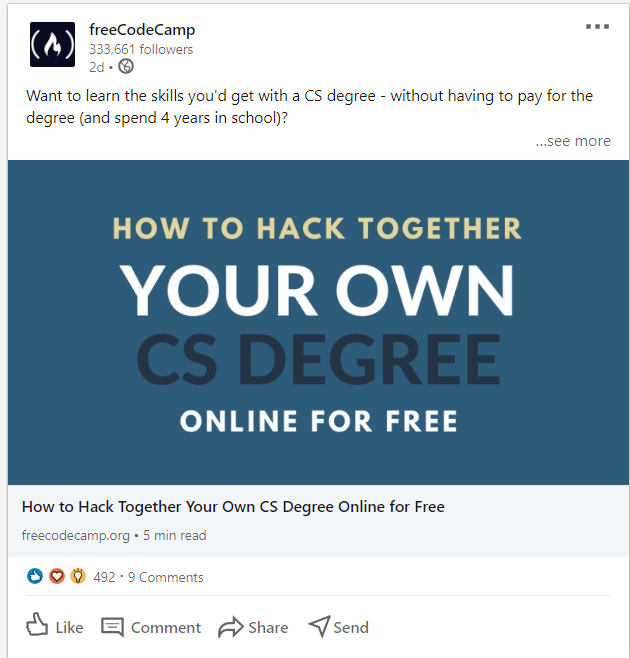 freeCodeCamp
333,661 followers
2d •
Want to learn the skills you'd get with a CS degree - without having to pay for the
degree (and spend 4 years in school)?
...see more
HOW TO HACK TOGETHER
YOUR OWN
CS DEGREE
ONLINE FOR FREE
How to Hack Together Your Own CS Degree Online for Free
freecodecamp.org • 5 min read
492 · 9 Comments
Like Comment Share Send